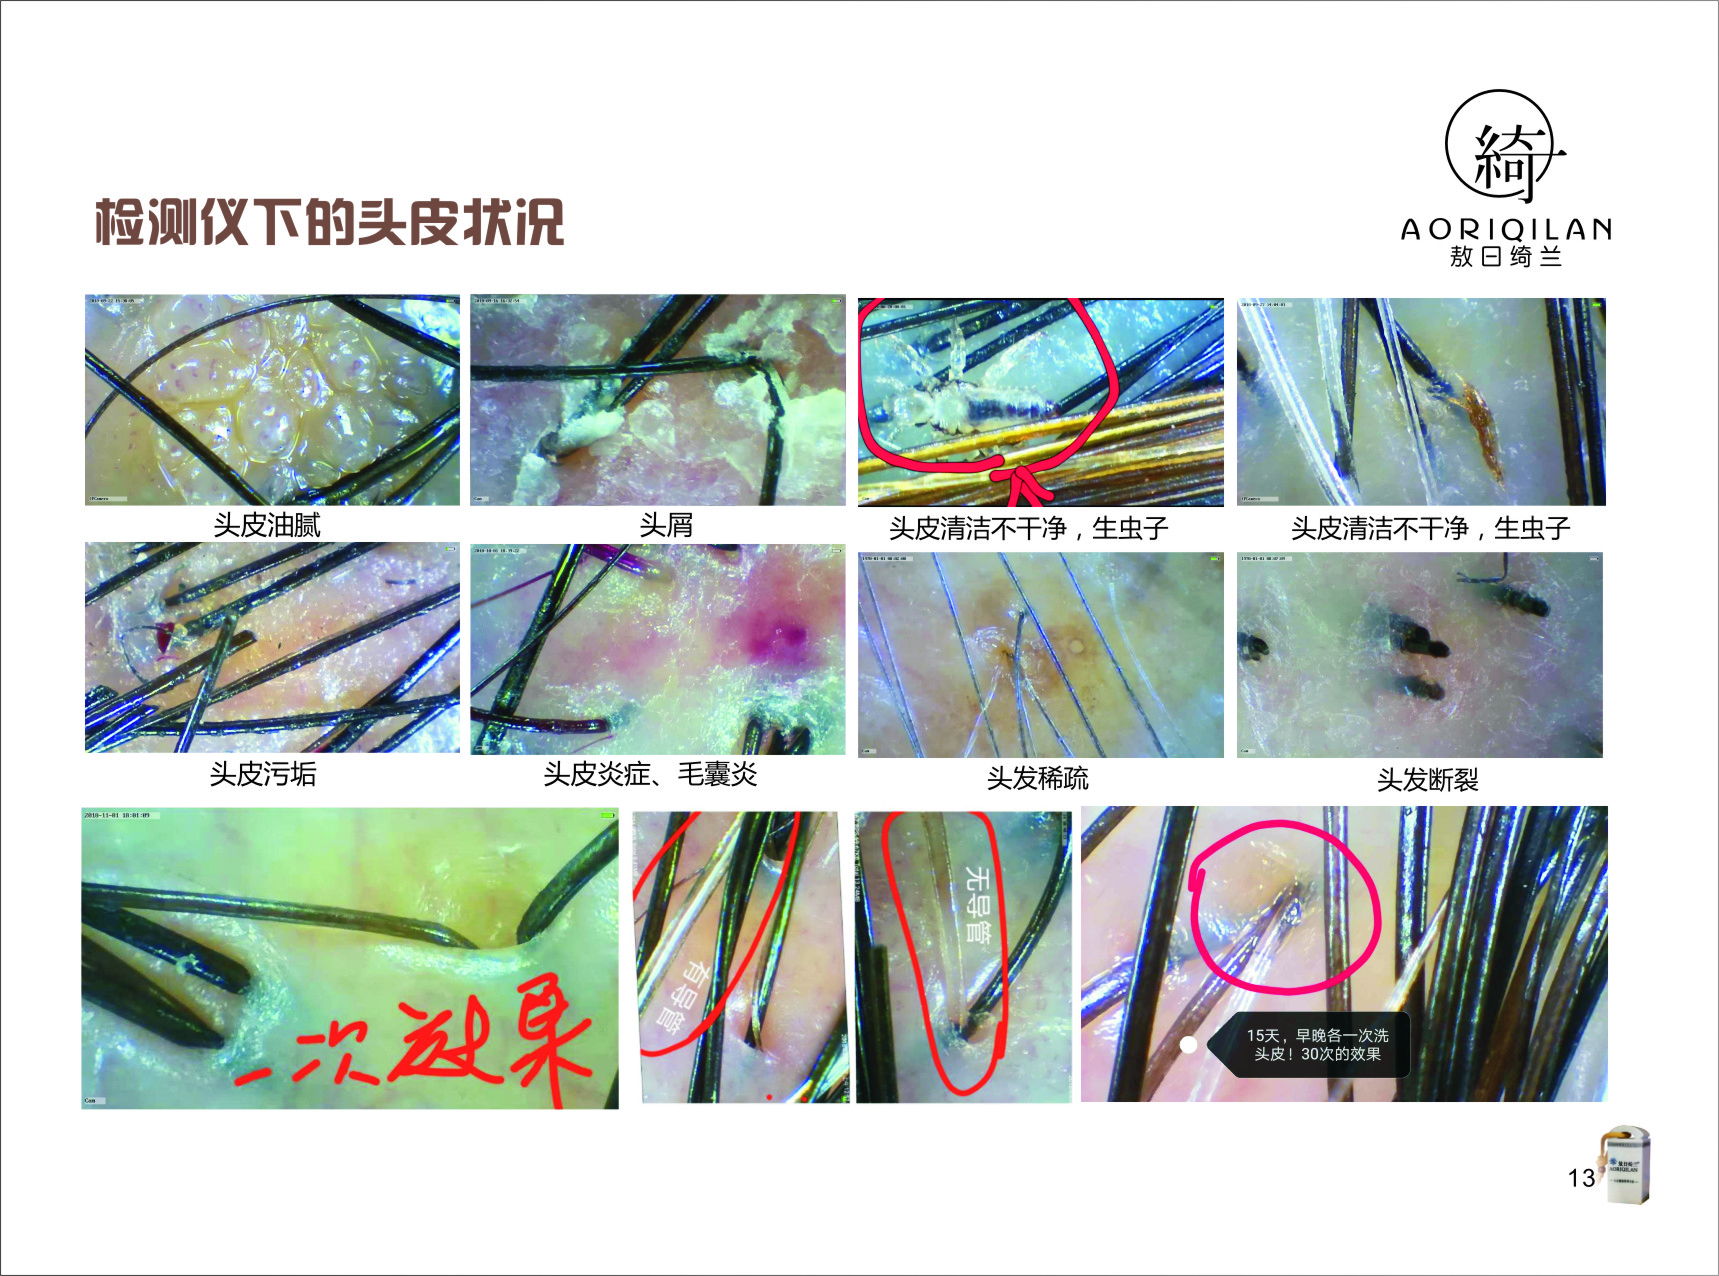 綺
AORIQILAN
敖日绮兰
检测仪下的头皮状况
头皮油腻
头屑
头皮清洁不干净，生虫子
头皮清洁不干净，生虫子
头皮污垢
头皮炎症、毛囊炎
头发稀疏
头发断裂
2018-11-01 18:01:09
Cam
一次效果
有导管
无导管
15天，早晚各一次洗
头皮！30次的效果
13
AORIQILAN